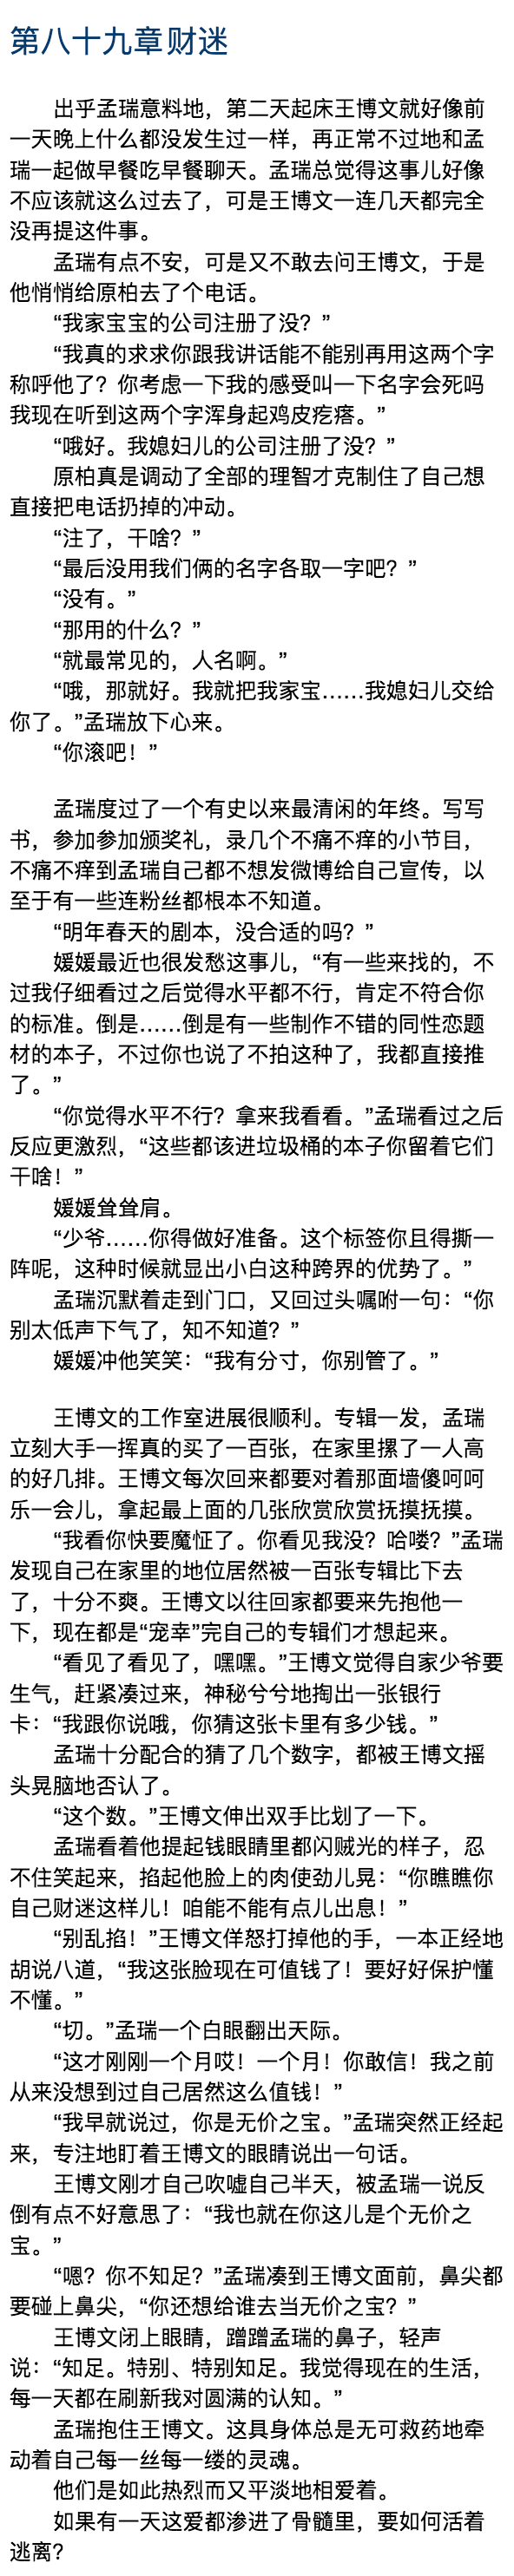 第八十九章财迷
出乎孟瑞意料地，第二天起床王博文就好像前
一天晚上什么都没发生过一样，再正常不过地和孟
瑞一起做早餐吃早餐聊天。孟瑞总觉得这事儿好像
不应该就这么过去了，可是王博文一连几天都完全
没再提这件事。
孟瑞有点不安，可是又不敢去问王博文，于是
他悄悄给原柏去了个电话。
“我家宝宝的公司注册了没？”
“我真的求求你跟我讲话能不能别再用这两个字
称呼他了？你考虑一下我的感受叫一下名字会死吗
我现在听到这两个字浑身起鸡皮疙瘩。”
“哦好。我媳妇儿的公司注册了没？”
原柏真是调动了全部的理智才克制住了自己想
直接把电话扔掉的冲动。
“注了，干啥？”
“最后没用我们俩的名字各取一字吧？”
“没有。”
“那用的什么？”
“就最常见的，人名啊。”
“哦，那就好。我就把我家宝……我媳妇儿交给
你了。”孟瑞放下心来。
“你滚吧！”
孟瑞度过了一个有史以来最清闲的年终。写写
书，参加参加颁奖礼，录几个不痛不痒的小节目，
不痛不痒到孟瑞自己都不想发微博给自己宣传，以
至于有一些连粉丝都根本不知道。
“明年春天的剧本，没合适的吗？”
媛媛最近也很发愁这事儿，“有一些来找的，不
过我仔细看过之后觉得水平都不行，肯定不符合你
的标准。倒是……倒是有一些制作不错的同性恋题
材的本子，不过你也说了不拍这种了，我都直接推
了。”
“你觉得水平不行？拿来我看看。”孟瑞看过之后
反应更激烈，“这些都该进垃圾桶的本子你留着它们
干啥！”
媛媛耸耸肩。
“少爷……你得做好准备。这个标签你且得撕一
阵呢，这种时候就显出小白这种跨界的优势了。”
孟瑞沉默着走到门口，又回过头嘱咐一句：“你
别太低声下气了，知不知道？”
媛媛冲他笑笑：“我有分寸，你别管了。”
王博文的工作室进展很顺利。专辑一发，孟瑞
立刻大手一挥真的买了一百张，在家里摞了一人高
的好几排。王博文每次回来都要对着那面墙傻呵呵
乐一会儿，拿起最上面的几张欣赏欣赏抚摸抚摸。
“我看你快要魔怔了。你看见我没？哈喽？”孟瑞
发现自己在家里的地位居然被一百张专辑比下去
了，十分不爽。王博文以往回家都要来先抱他一
下，现在都是“宠幸”完自己的专辑们才想起来。
“看见了看见了，嘿嘿。”王博文觉得自家少爷要
生气，赶紧凑过来，神秘兮兮地掏出一张银行
卡：“我跟你说哦，你猜这张卡里有多少钱。”
孟瑞十分配合的猜了几个数字，都被王博文摇
头晃脑地否认了。
“这个数。”王博文伸出双手比划了一下。
孟瑞看着他提起钱眼睛里都闪贼光的样子，忍
不住笑起来，掐起他脸上的肉使劲儿晃：“你瞧瞧你
自己财迷这样儿！咱能不能有点儿出息！”
“别乱掐！”王博文佯怒打掉他的手，一本正经地
胡说八道，“我这张脸现在可值钱了！要好好保护懂
不懂。”
“切。”孟瑞一个白眼翻出天际。
“这才刚刚一个月哎！一个月！你敢信！我之前
从来没想到过自己居然这么值钱！”
“我早就说过，你是无价之宝。”孟瑞突然正经起
来，专注地盯着王博文的眼睛说出一句话。
王博文刚才自己吹嘘自己半天，被孟瑞一说反
倒有点不好意思了：“我也就在你这儿是个无价之
宝。”
“嗯？你不知足？”孟瑞凑到王博文面前，鼻尖都
要碰上鼻尖，“你还想给谁去当无价之宝？”
王博文闭上眼睛，蹭蹭孟瑞的鼻子，轻声
说：“知足。特别、特别知足。我觉得现在的生活，
每一天都在刷新我对圆满的认知。”
孟瑞抱住王博文。这具身体总是无可救药地牵
动着自己每一丝每一缕的灵魂。
他们是如此热烈而又平淡地相爱着。
如果有一天这爱都渗进了骨髓里，要如何活着
逃离？